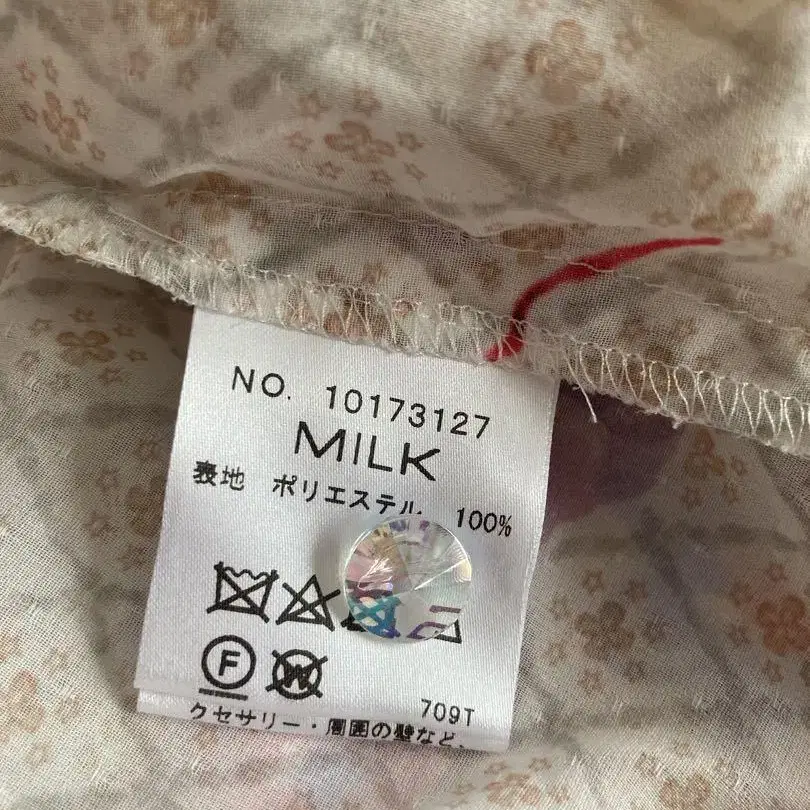 NO. 10173127
MILK
表地 ポリエステル 100%
F
W
709T
クセサリー・周囲の壁など、